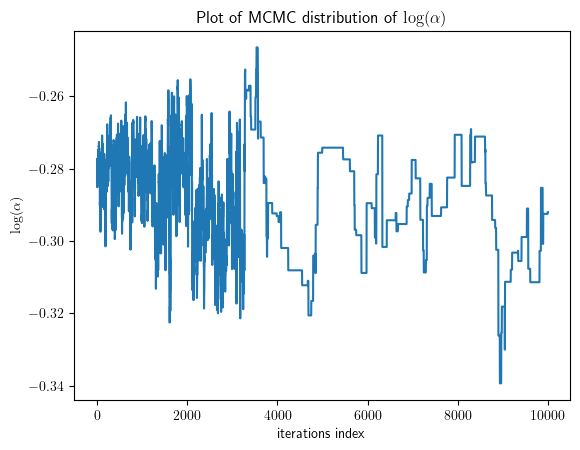 Plot of MCMC distribution of log(α)
log(α)
−0.26
−0.28
−0.30
−0.32
−0.34
0 2000 4000 6000 8000 10000
iterations index